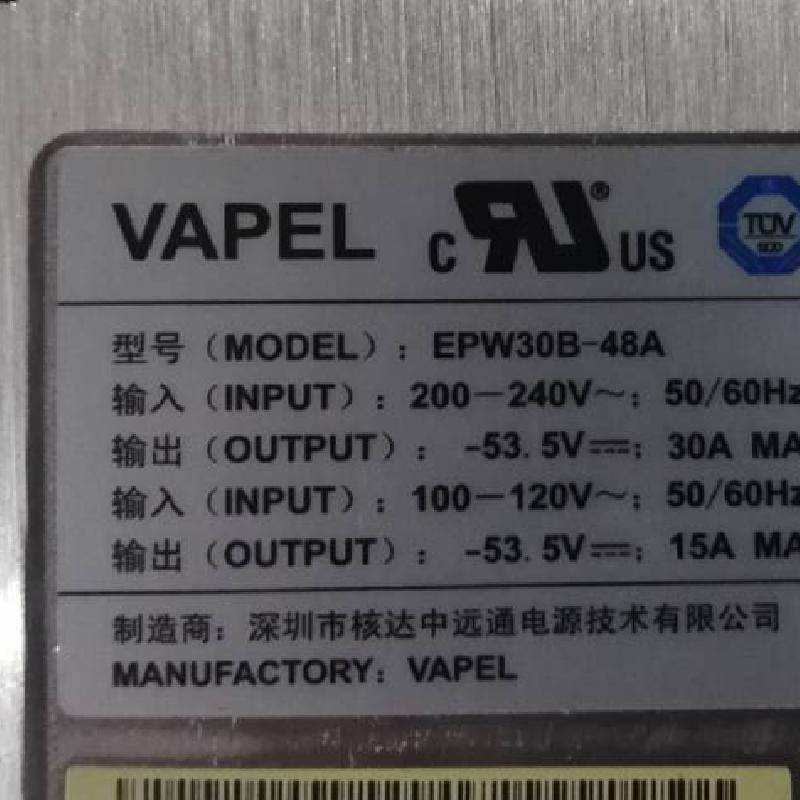 VAPEL
C RU® US
TÜV
SÜD
型号（MODEL）: EPW30B-48A
输入（INPUT）: 200—240V～; 50/60Hz
输出（OUTPUT）: -53.5V⎓; 30A MA
输入（INPUT）: 100—120V～; 50/60Hz
输出（OUTPUT）: -53.5V⎓; 15A MA
制造商: 深圳市核达中远通电源技术有限公司
MANUFACTORY: VAPEL